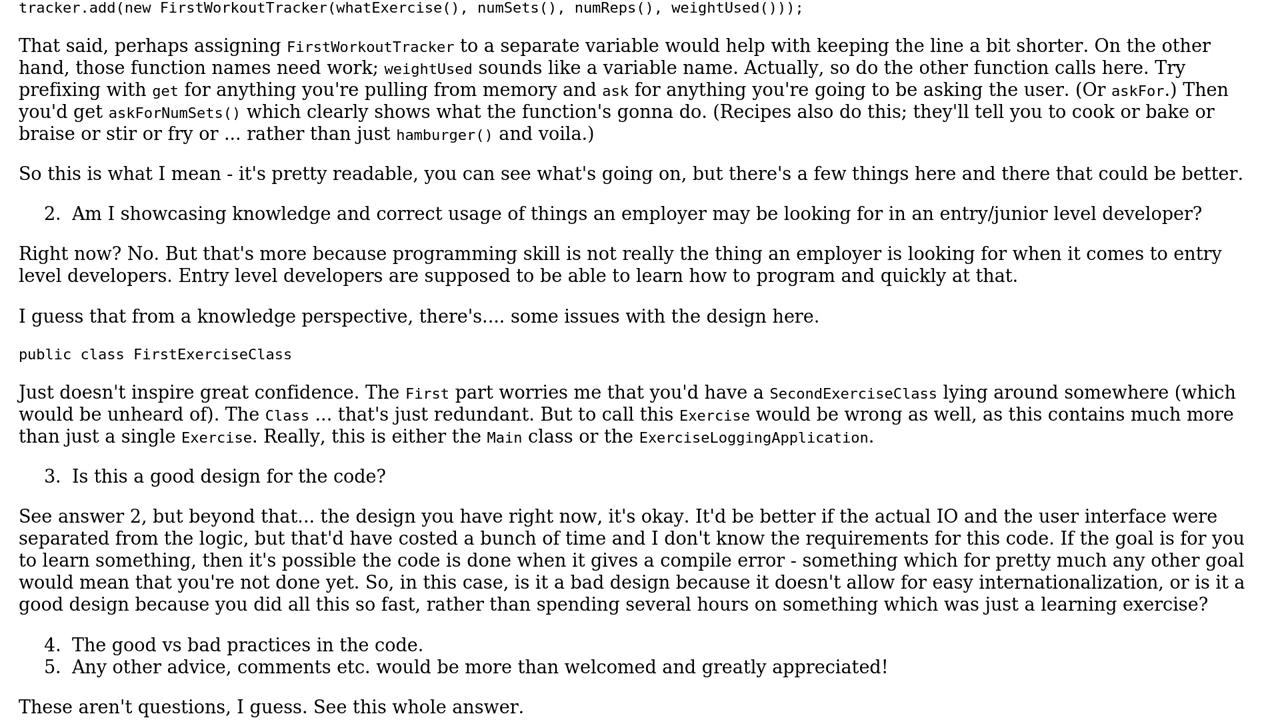 tracker.add(new FirstWorkoutTracker(whatExercise(), numSets(), numReps(), weightUsed()));
That said, perhaps assigning FirstWorkoutTracker to a separate variable would help with keeping the line a bit shorter. On the other
hand, those function names need work; weightUsed sounds like a variable name. Actually, so do the other function calls here. Try
prefixing with get for anything you're pulling from memory and ask for anything you're going to be asking the user. (Or askFor.) Then
you'd get askForNumSets() which clearly shows what the function's gonna do. (Recipes also do this; they'll tell you to cook or bake or
braise or stir or fry or ... rather than just hamburger() and voila.)
So this is what I mean - it's pretty readable, you can see what's going on, but there's a few things here and there that could be better.
2. Am I showcasing knowledge and correct usage of things an employer may be looking for in an entry/junior level developer?
Right now? No. But that's more because programming skill is not really the thing an employer is looking for when it comes to entry
level developers. Entry level developers are supposed to be able to learn how to program and quickly at that.
I guess that from a knowledge perspective, there's.... some issues with the design here.
public class FirstExerciseClass
Just doesn't inspire great confidence. The First part worries me that you'd have a SecondExerciseClass lying around somewhere (which
would be unheard of). The Class ... that's just redundant. But to call this Exercise would be wrong as well, as this contains much more
than just a single Exercise. Really, this is either the Main class or the ExerciseLoggingApplication.
3. Is this a good design for the code?
See answer 2, but beyond that... the design you have right now, it's okay. It'd be better if the actual IO and the user interface were
separated from the logic, but that'd have costed a bunch of time and I don't know the requirements for this code. If the goal is for you
to learn something, then it's possible the code is done when it gives a compile error - something which for pretty much any other goal
would mean that you're not done yet. So, in this case, is it a bad design because it doesn't allow for easy internationalization, or is it a
good design because you did all this so fast, rather than spending several hours on something which was just a learning exercise?
4. The good vs bad practices in the code.
5. Any other advice, comments etc. would be more than welcomed and greatly appreciated!
These aren't questions, I guess. See this whole answer.